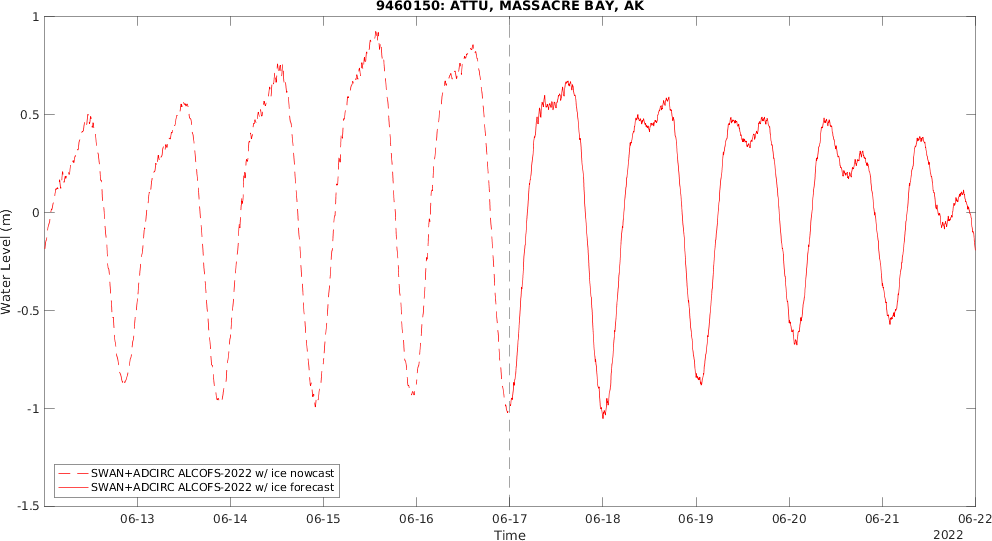 9460150: ATTU, MASSACRE BAY, AK
1
0.5
0
-0.5
-1
-1.5
Water Level (m)
SWAN+ADCIRC ALCOFS-2022 w/ ice nowcast
SWAN+ADCIRC ALCOFS-2022 w/ ice forecast
06-13 06-14 06-15 06-16 06-17 06-18 06-19 06-20 06-21 06-22
Time
2022